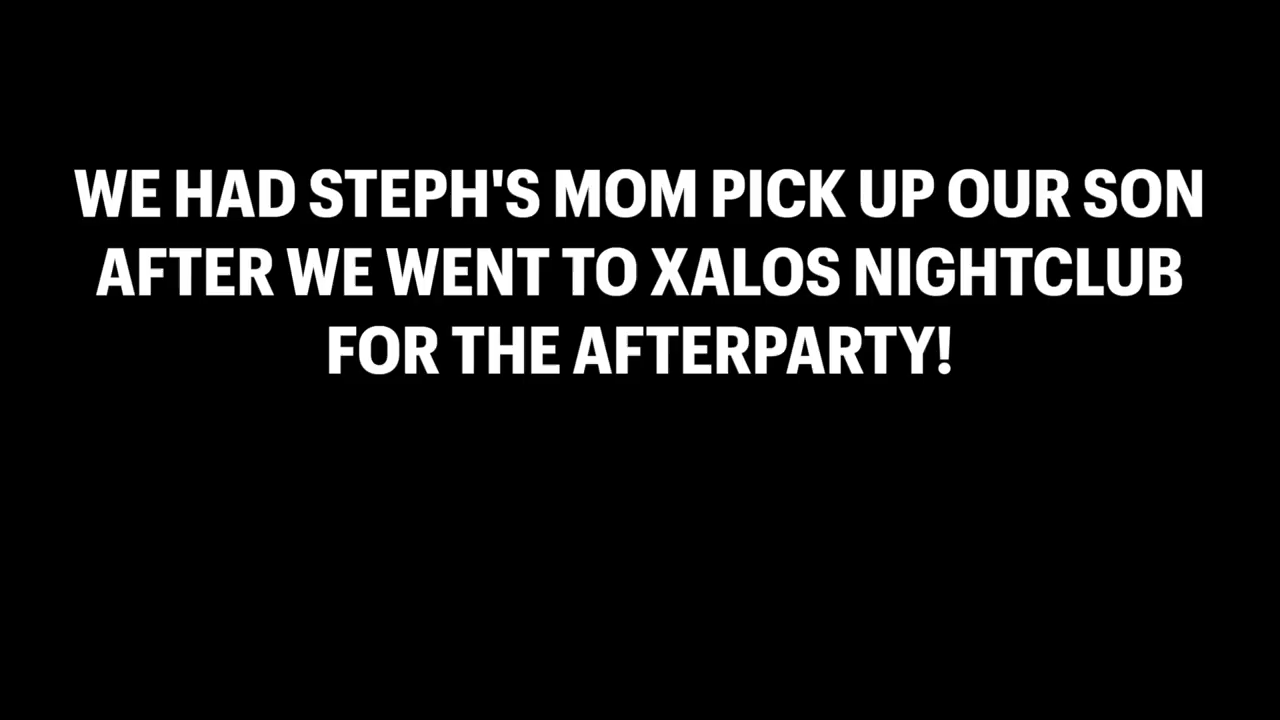 WE HAD STEPH'S MOM PICK UP OUR SON
AFTER WE WENT TO XALOS NIGHTCLUB
FOR THE AFTERPARTY!